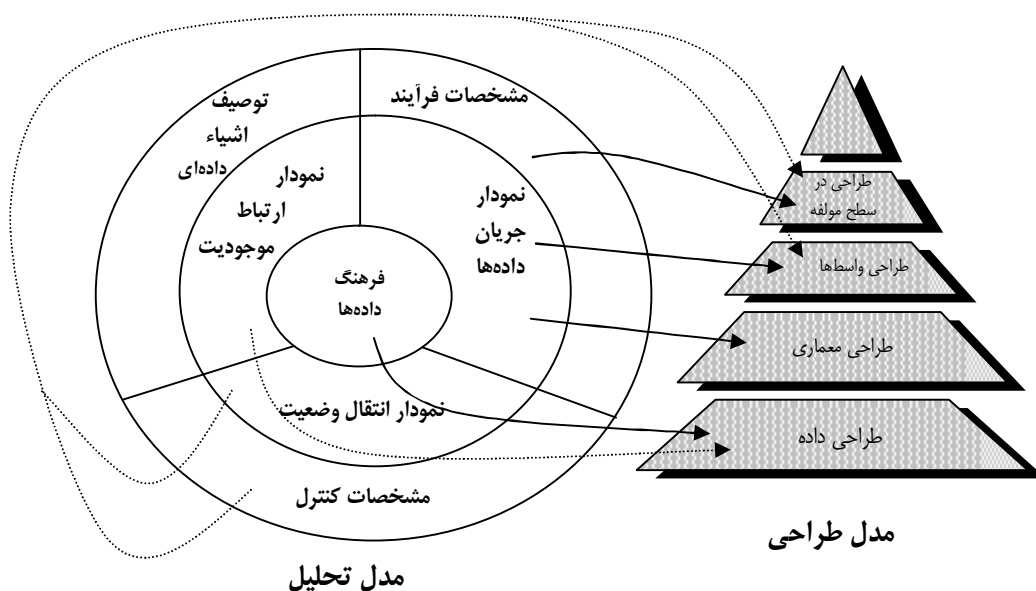 مشخصات فرآیند
توصیف
اشیاء
داده‌ای
نمودار
ارتباط
موجودیت
نمودار
جریان
داده‌ها
فرهنگ
داده‌ها
نمودار انتقال وضعیت
مشخصات کنترل
مدل تحلیل
طراحی در
سطح مولفه
طراحی واسط‌ها
طراحی معماری
طراحی داده
مدل طراحی